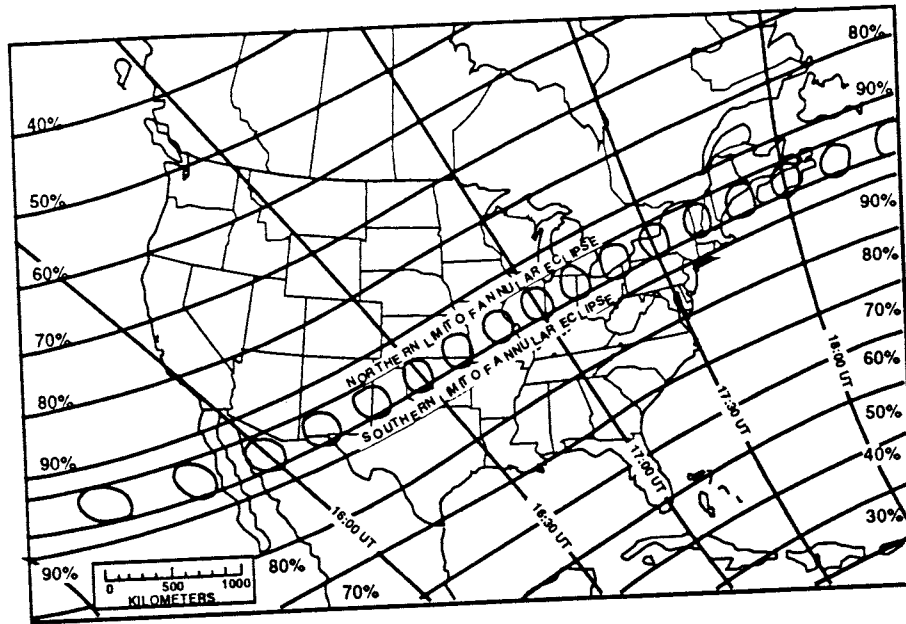 80%
90%
40%
50%
60%
70%
80%
90%
90%
80%
70%
60%
50%
40%
30%
NORTHERN LIMIT OF ANNULAR ECLIPSE
SOUTHERN LIMIT OF ANNULAR ECLIPSE
16:00 UT
16:30 UT
17:00 UT
17:30 UT
18:00 UT
90%
80%
70%
0 500 1000
KILOMETERS